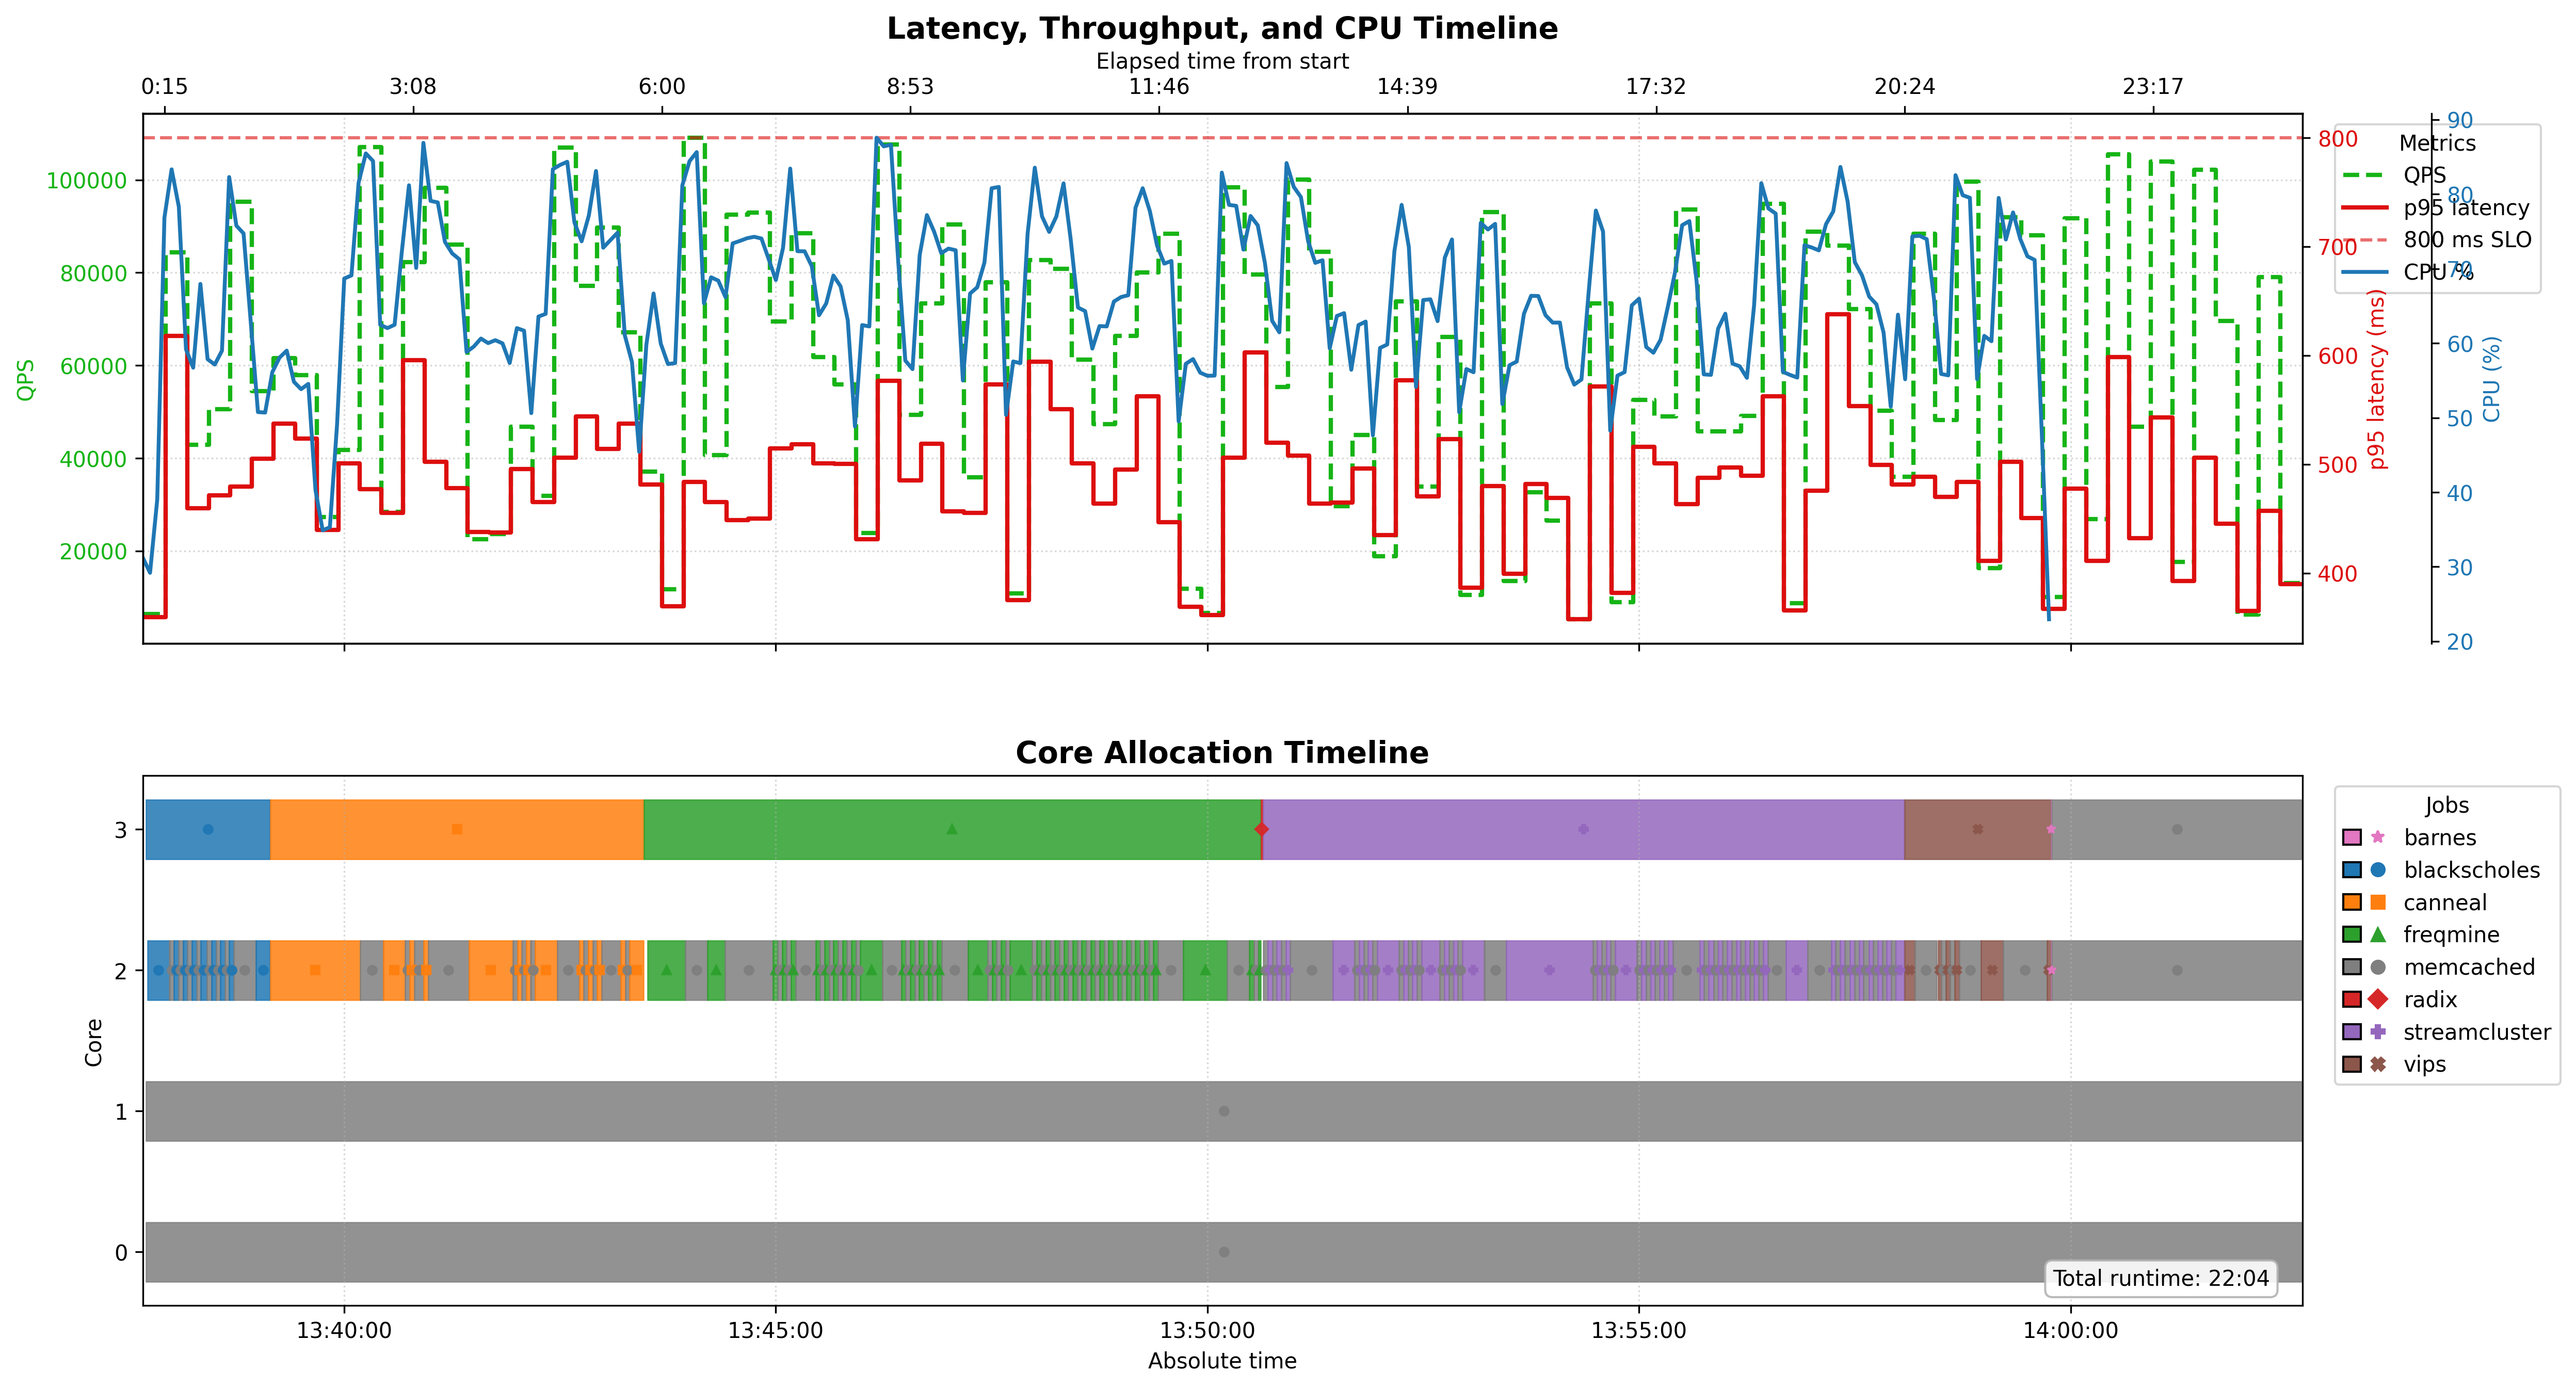 Latency, Throughput, and CPU Timeline
Elapsed time from start
0:15 3:08 6:00 8:53 11:46 14:39 17:32 20:24 23:17
QPS
100000
80000
60000
40000
20000
800
700
600
500
400
p95 latency (ms)
90
80
70
60
50
40
30
20
CPU (%)
Metrics
QPS
p95 latency
800 ms SLO
CPU %
Core Allocation Timeline
Core
3
2
1
0
Jobs
barnes
blackscholes
canneal
freqmine
memcached
radix
streamcluster
vips
Total runtime: 22:04
13:40:00 13:45:00 13:50:00 13:55:00 14:00:00
Absolute time